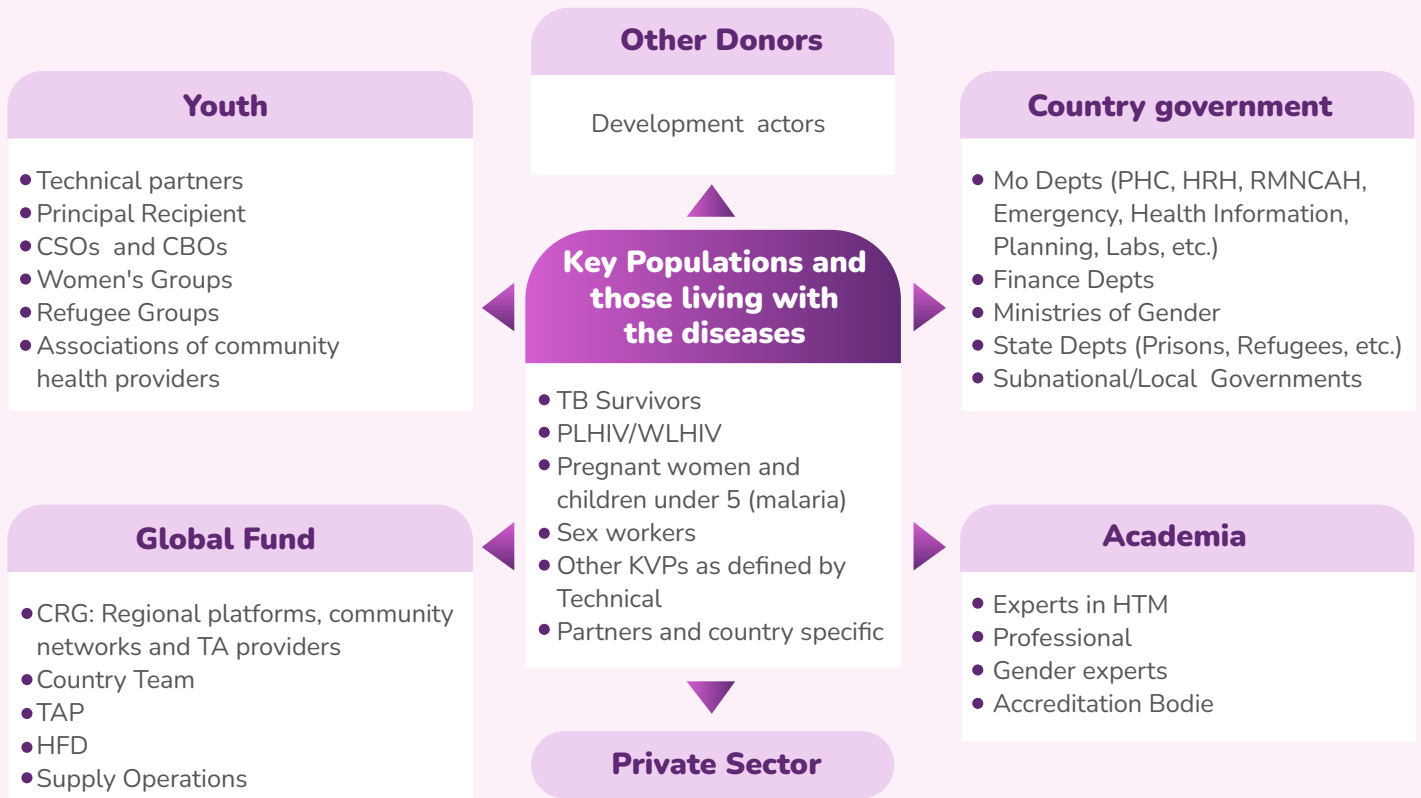 Other Donors
Development  actors
Youth
Technical partners
Principal Recipient
CSOs  and CBOs
Women's Groups
Refugee Groups
Associations of community
health providers
Key Populations and
those living with
the diseases
TB Survivors
PLHIV/WLHIV
Pregnant women and
children under 5 (malaria)
Sex workers
Other KVPs as defined by
Technical
Partners and country specific
Country government
Mo Depts (PHC, HRH, RMNCAH,
Emergency, Health Information,
Planning, Labs, etc.)
Finance Depts
Ministries of Gender
State Depts (Prisons, Refugees, etc.)
Subnational/Local  Governments
Global Fund
CRG: Regional platforms, community
networks and TA providers
Country Team
TAP
HFD
Supply Operations
Private Sector
Academia
Experts in HTM
Professional
Gender experts
Accreditation Bodie